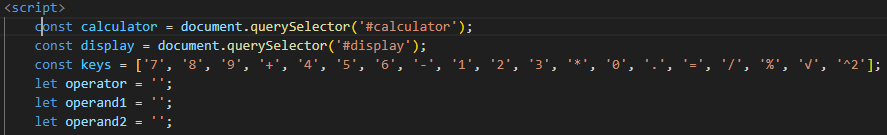 <script>
const calculator = document.querySelector('#calculator');
const display = document.querySelector('#display');
const keys = ['7', '8', '9', '+', '4', '5', '6', '-', '1', '2', '3', '*', '0', '.', '=', '/', '%', '√', '^2'];
let operator = '';
let operand1 = '';
let operand2 = '';